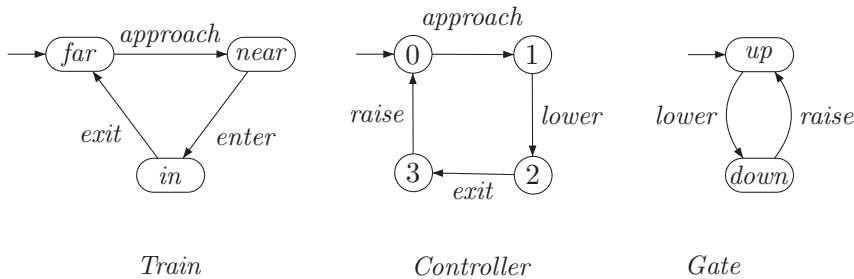 approach
far
near
exit
enter
in
Train
approach
0
1
raise
lower
3
2
exit
Controller
up
lower
raise
down
Gate